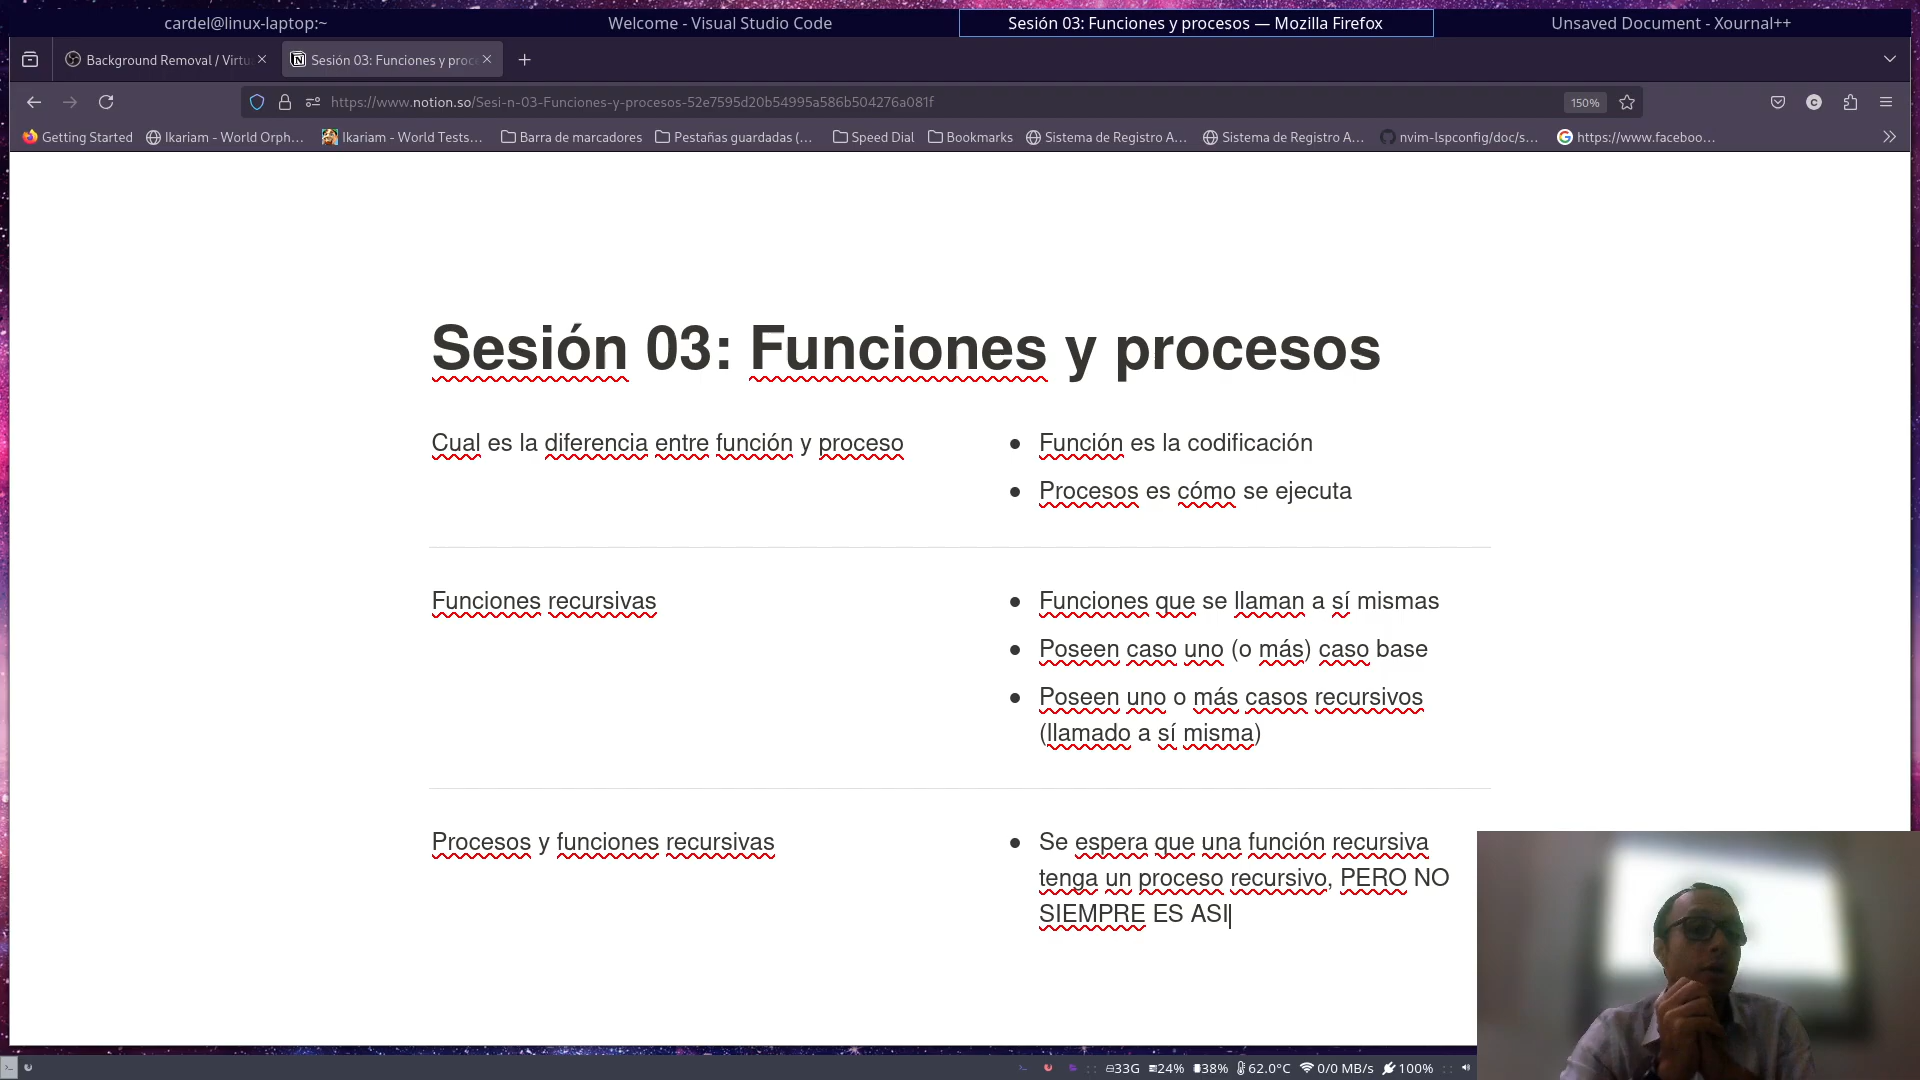 cardel@linux-laptop:~
Welcome - Visual Studio Code
Sesión 03: Funciones y procesos — Mozilla Firefox
Unsaved Document - Xournal++
Background Removal / Virtu
Sesión 03: Funciones y proc
https://www.notion.so/Sesi-n-03-Funciones-y-procesos-52e7595d20b54995a586b504276a081f
150%
Getting Started
Ikariam - World Orph…
Ikariam - World Tests…
Barra de marcadores
Pestañas guardadas (…
Speed Dial
Bookmarks
Sistema de Registro A…
Sistema de Registro A…
nvim-lspconfig/doc/s…
https://www.faceboo…
Sesión 03: Funciones y procesos
Cual es la diferencia entre función y proceso
Función es la codificación
Procesos es cómo se ejecuta
Funciones recursivas
Funciones que se llaman a sí mismas
Poseen caso uno (o más) caso base
Poseen uno o más casos recursivos
(llamado a sí misma)
Procesos y funciones recursivas
Se espera que una función recursiva
tenga un proceso recursivo, PERO NO
SIEMPRE ES ASI
33G 24% 38% 62.0°C 0/0 MB/s 100%